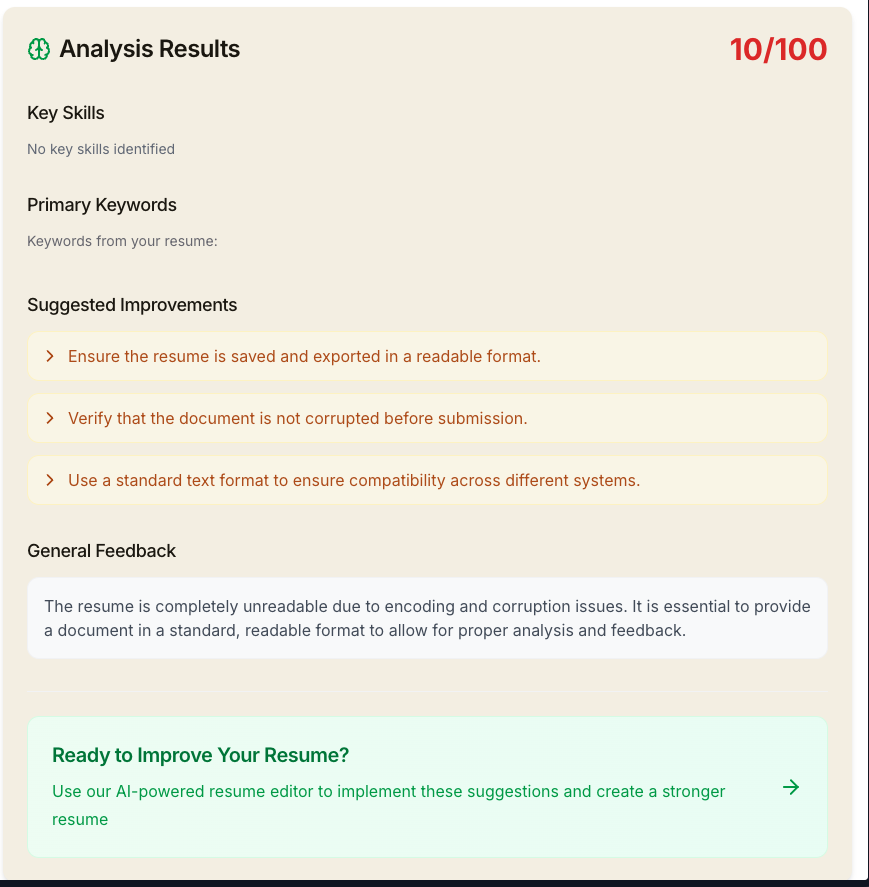 Analysis Results
10/100
Key Skills
No key skills identified
Primary Keywords
Keywords from your resume:
Suggested Improvements
Ensure the resume is saved and exported in a readable format.
Verify that the document is not corrupted before submission.
Use a standard text format to ensure compatibility across different systems.
General Feedback
The resume is completely unreadable due to encoding and corruption issues. It is essential to provide
a document in a standard, readable format to allow for proper analysis and feedback.
Ready to Improve Your Resume?
Use our AI-powered resume editor to implement these suggestions and create a stronger
resume